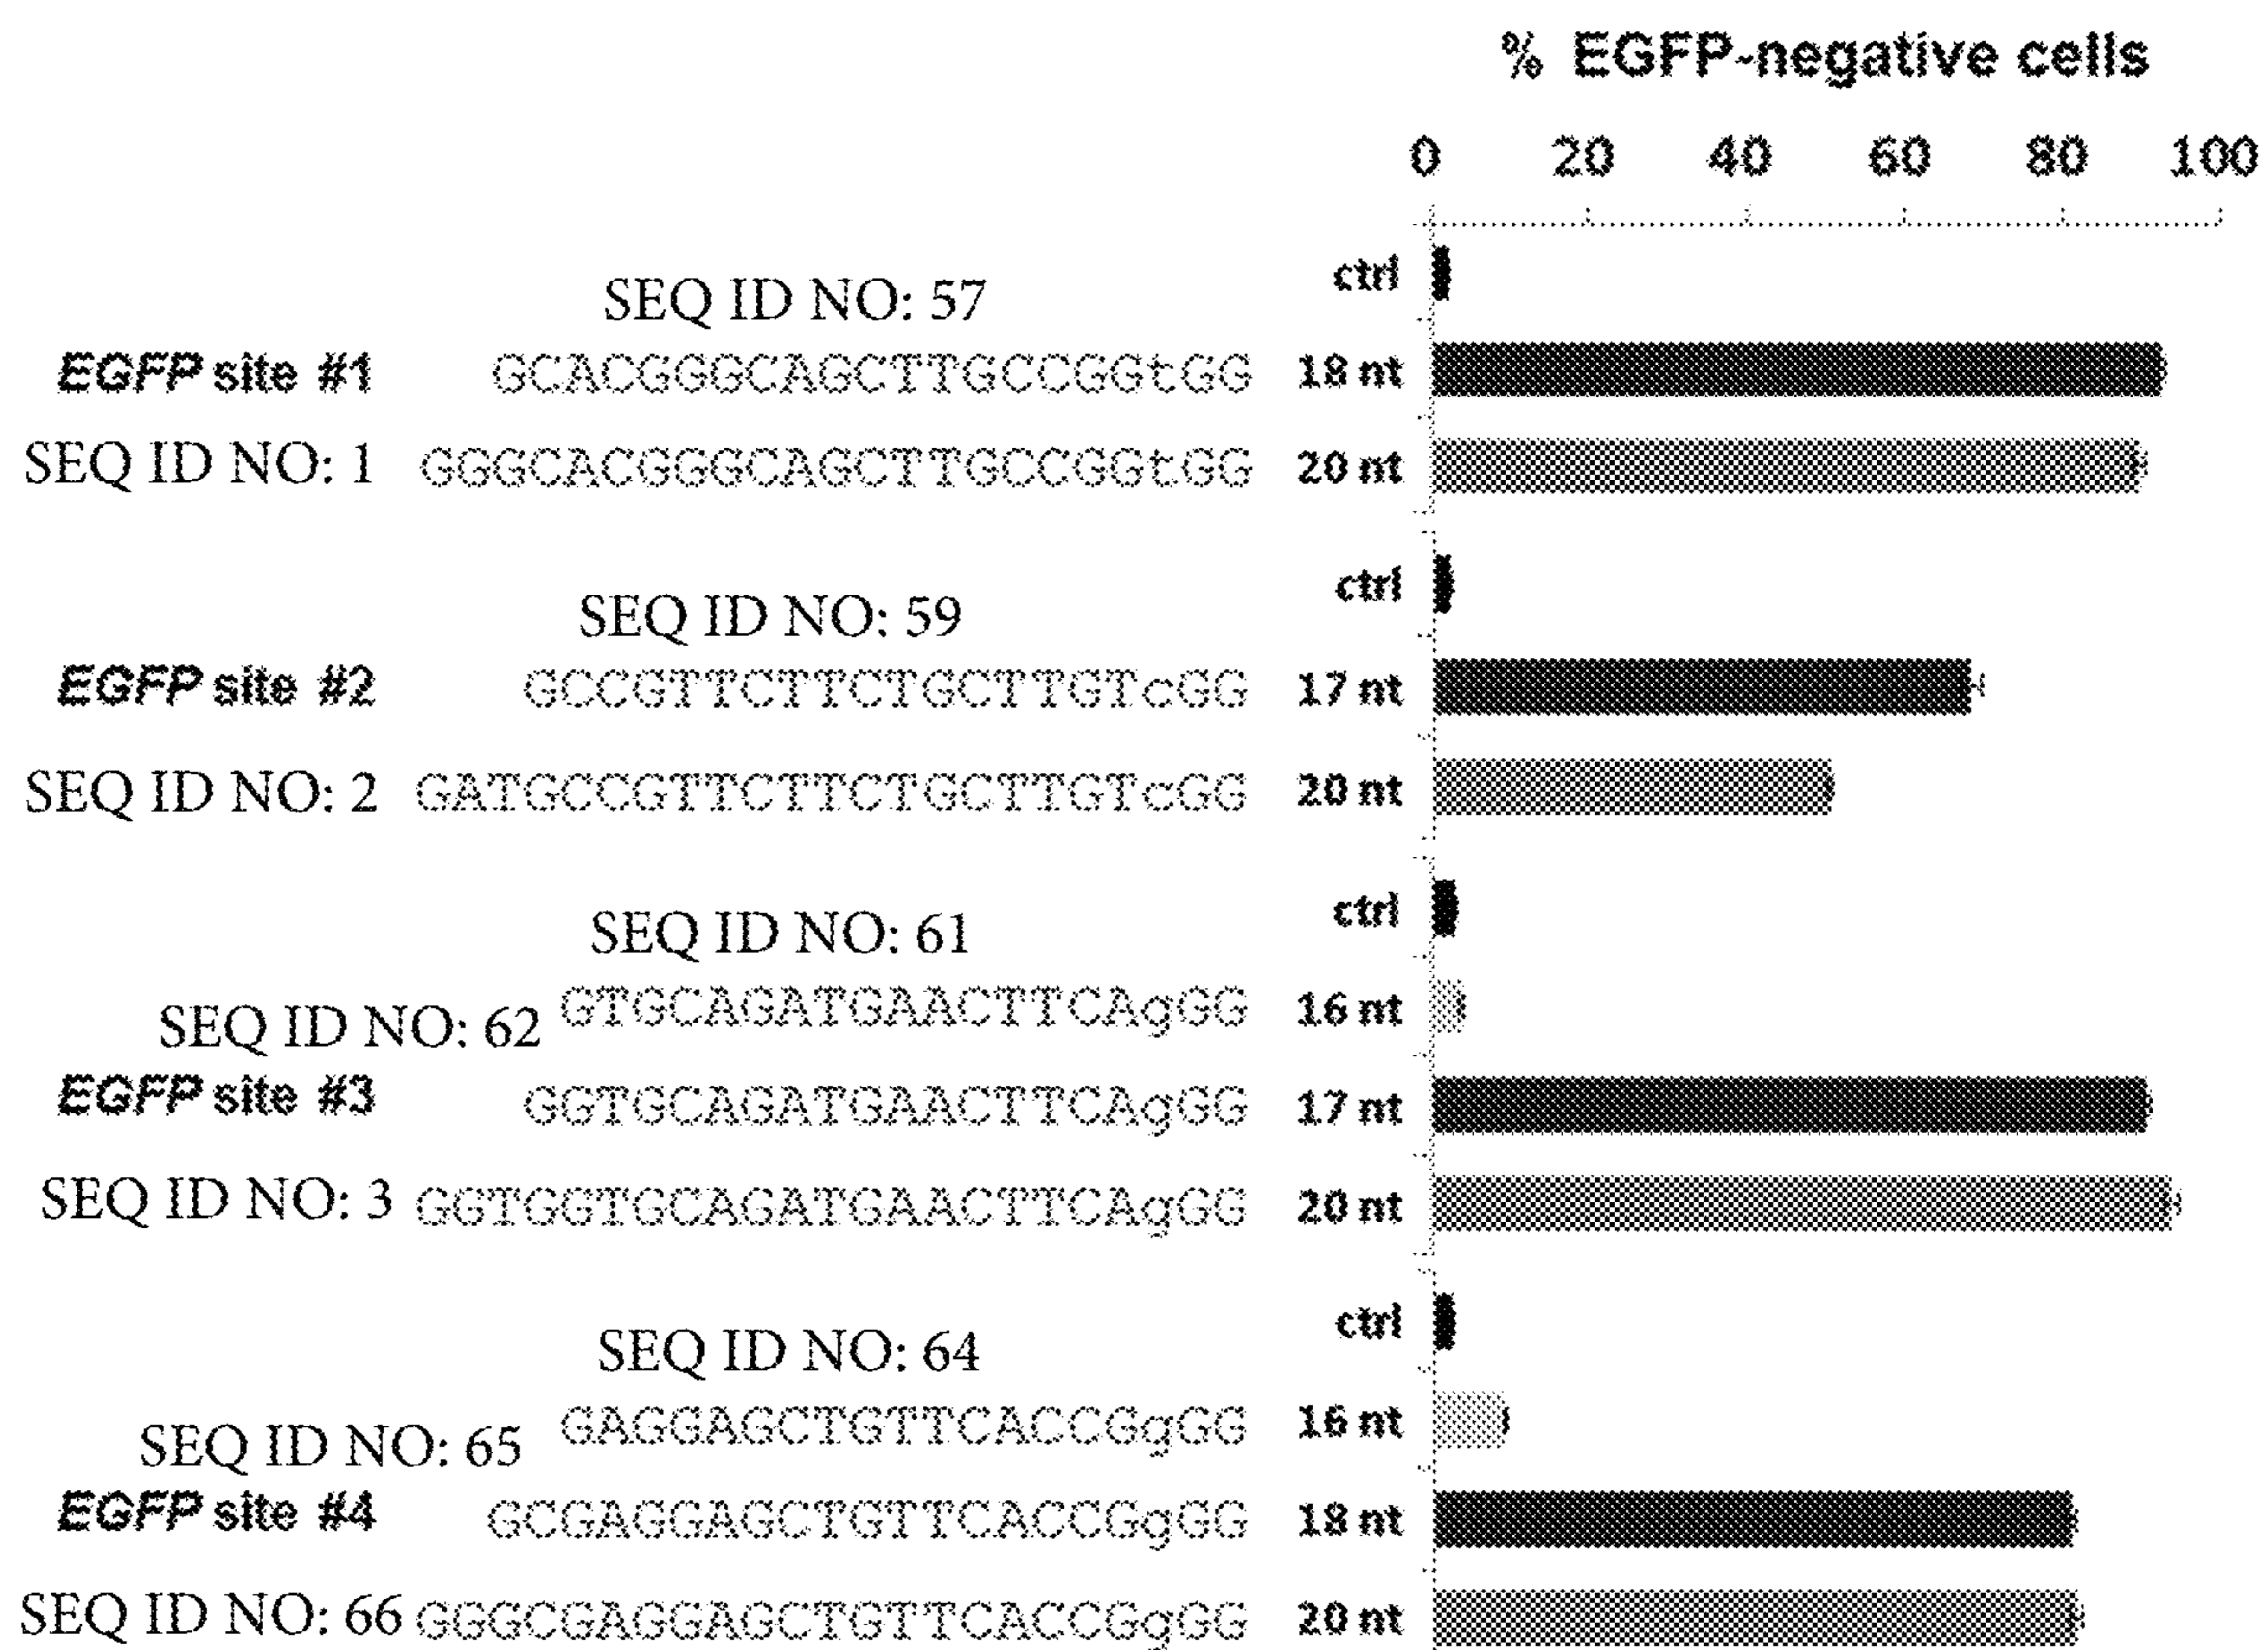 % EGFP-negative cells
0 20 40 60 80 100
ctrl
SEQ ID NO: 57
EGFP site #1 GCACGGGCAGCTTGCCGGtGG 18 nt
SEQ ID NO: 1 GGGCACGGGCAGCTTGCCGGtGG 20 nt
ctrl
SEQ ID NO: 59
EGFP site #2 GCCGTTCTTCTGCTTGTcGG 17 nt
SEQ ID NO: 2 GATGCCGTTCTTCTGCTTGTcGG 20 nt
ctrl
SEQ ID NO: 61
SEQ ID NO: 62 GTGCAGATGAACTTCAgGG 16 nt
EGFP site #3 GGTGCAGATGAACTTCAgGG 17 nt
SEQ ID NO: 3 GGTGGTGCAGATGAACTTCAgGG 20 nt
ctrl
SEQ ID NO: 64
SEQ ID NO: 65 GAGGAGCTGTTCACCGgGG 16 nt
EGFP site #4 GCGAGGAGCTGTTCACCGgGG 18 nt
SEQ ID NO: 66 GGGCGAGGAGCTGTTCACCGgGG 20 nt